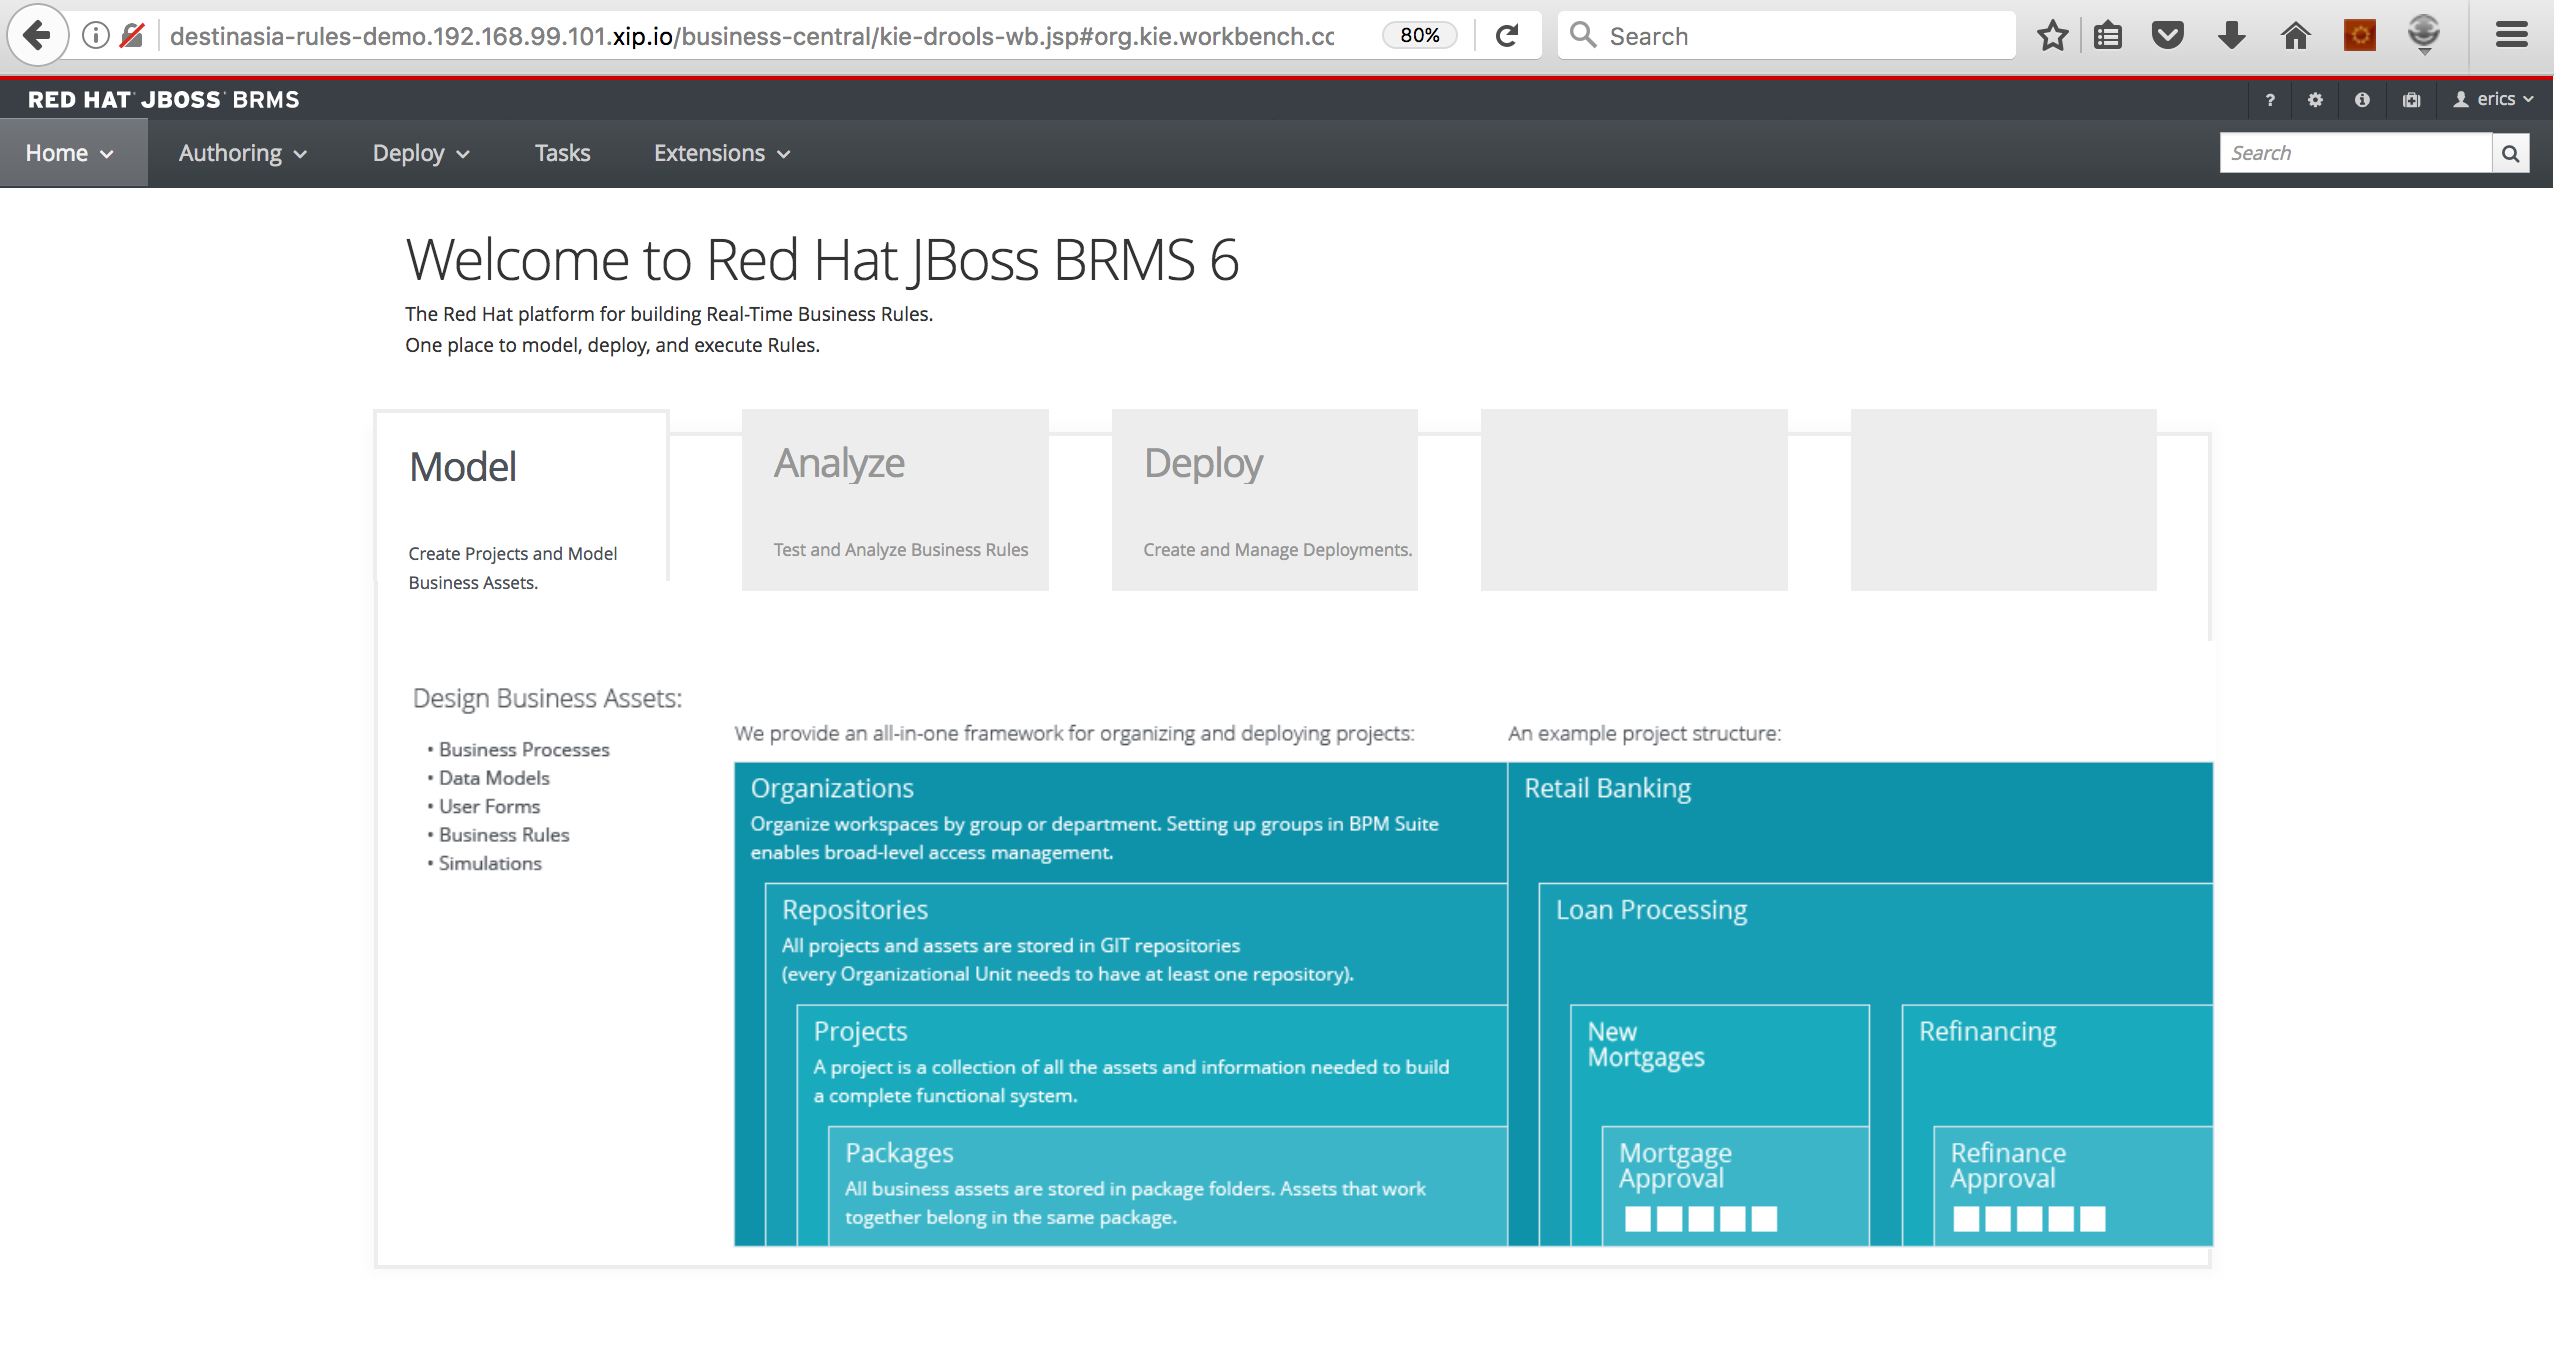 destinasia-rules-demo.192.168.99.101.xip.io/business-central/kie-drools-wb.jsp#org.kie.workbench.cc
80%
Search
RED HAT JBOSS BRMS
?
erics
Home
Authoring
Deploy
Tasks
Extensions
Search
Welcome to Red Hat JBoss BRMS 6
The Red Hat platform for building Real-Time Business Rules.
One place to model, deploy, and execute Rules.
Model
Create Projects and Model
Business Assets.
Analyze
Test and Analyze Business Rules
Deploy
Create and Manage Deployments.
Design Business Assets:
• Business Processes
• Data Models
• User Forms
• Business Rules
• Simulations
We provide an all-in-one framework for organizing and deploying projects:
Organizations
Organize workspaces by group or department. Setting up groups in BPM Suite
enables broad-level access management.
Repositories
All projects and assets are stored in GIT repositories
(every Organizational Unit needs to have at least one repository).
Projects
A project is a collection of all the assets and information needed to build
a complete functional system.
Packages
All business assets are stored in package folders. Assets that work
together belong in the same package.
An example project structure:
Retail Banking
Loan Processing
New
Mortgages
Mortgage
Approval
Refinancing
Refinance
Approval